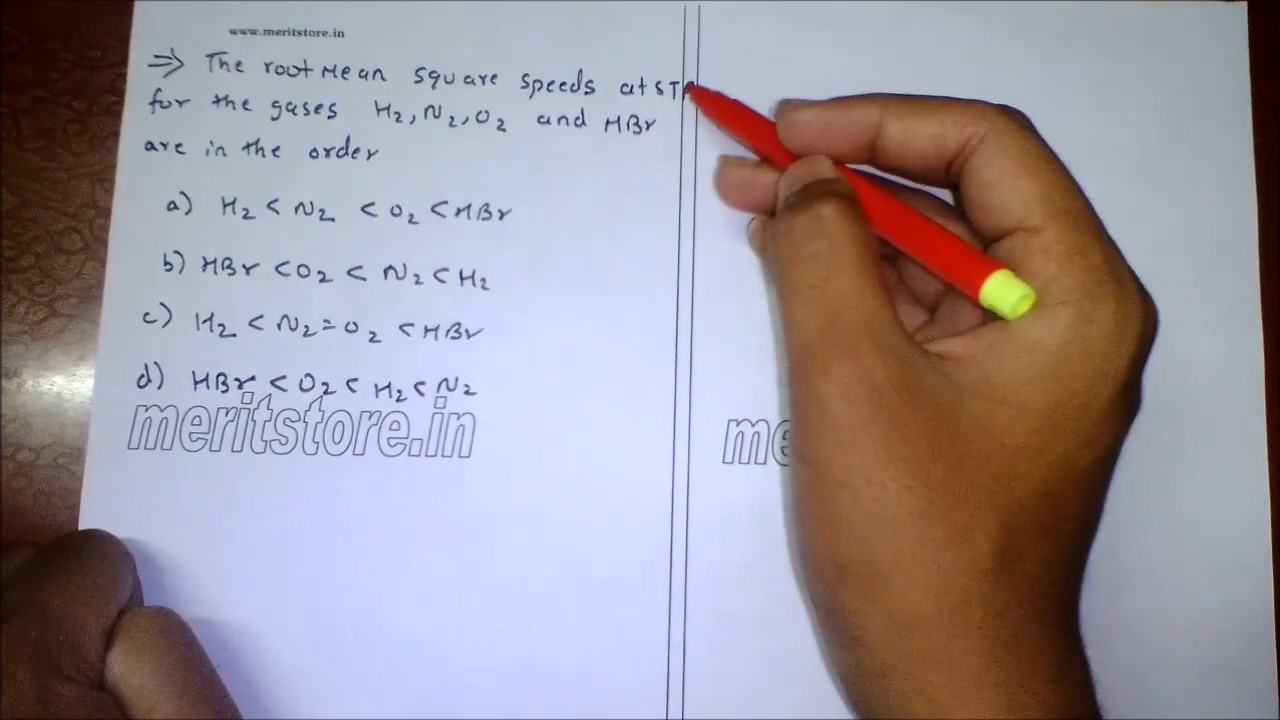 www.meritstore.in
⇒ The root Mean square speeds at ST
for the gases H2, N2, O2 and HBr
are in the order
a) H2 < N2 < O2 < HBr
b) HBr < O2 < N2 < H2
c) H2 < N2 = O2 < HBr
d) HBr < O2 < H2 < N2
meritstore.in
me